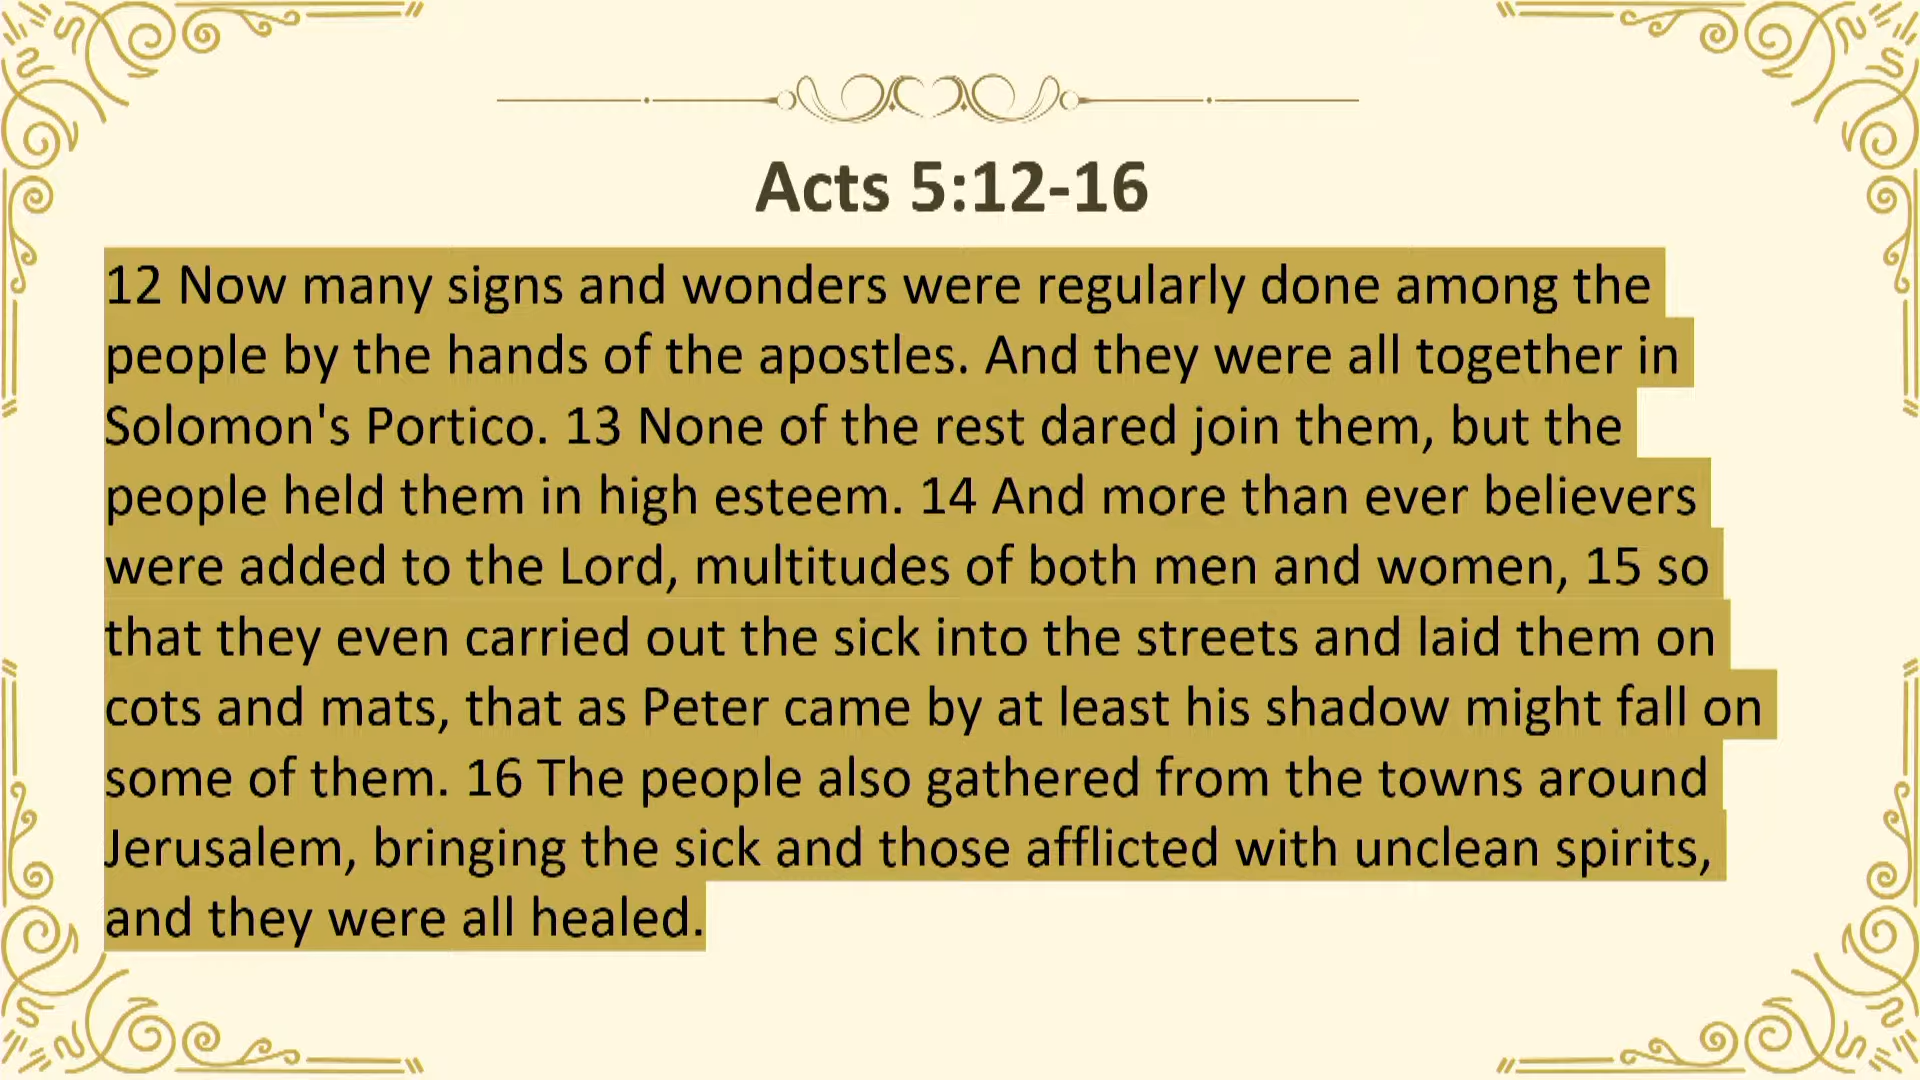 Acts 5:12-16
12 Now many signs and wonders were regularly done among the
people by the hands of the apostles. And they were all together in
Solomon's Portico. 13 None of the rest dared join them, but the
people held them in high esteem. 14 And more than ever believers
were added to the Lord, multitudes of both men and women, 15 so
that they even carried out the sick into the streets and laid them on
cots and mats, that as Peter came by at least his shadow might fall on
some of them. 16 The people also gathered from the towns around
Jerusalem, bringing the sick and those afflicted with unclean spirits,
and they were all healed.